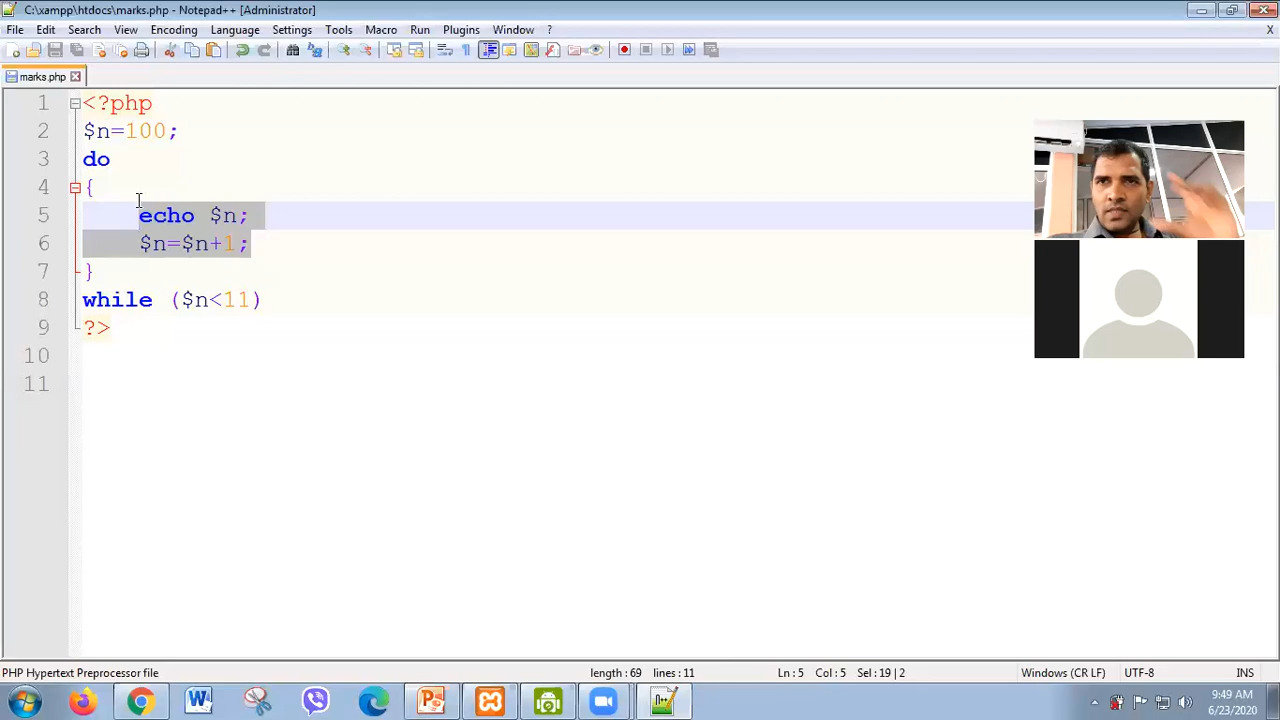 C:\xampp\htdocs\marks.php - Notepad++ [Administrator]
File Edit Search View Encoding Language Settings Tools Macro Run Plugins Window ? X
marks.php
1 <?php
2 $n=100;
3 do
4 {
5 echo $n;
6 $n=$n+1;
7 }
8 while ($n<11)
9 ?>
10
11
PHP Hypertext Preprocessor file length : 69 lines : 11 Ln : 5 Col : 5 Sel : 19 | 2 Windows (CR LF) UTF-8 INS
9:49 AM
6/23/2020